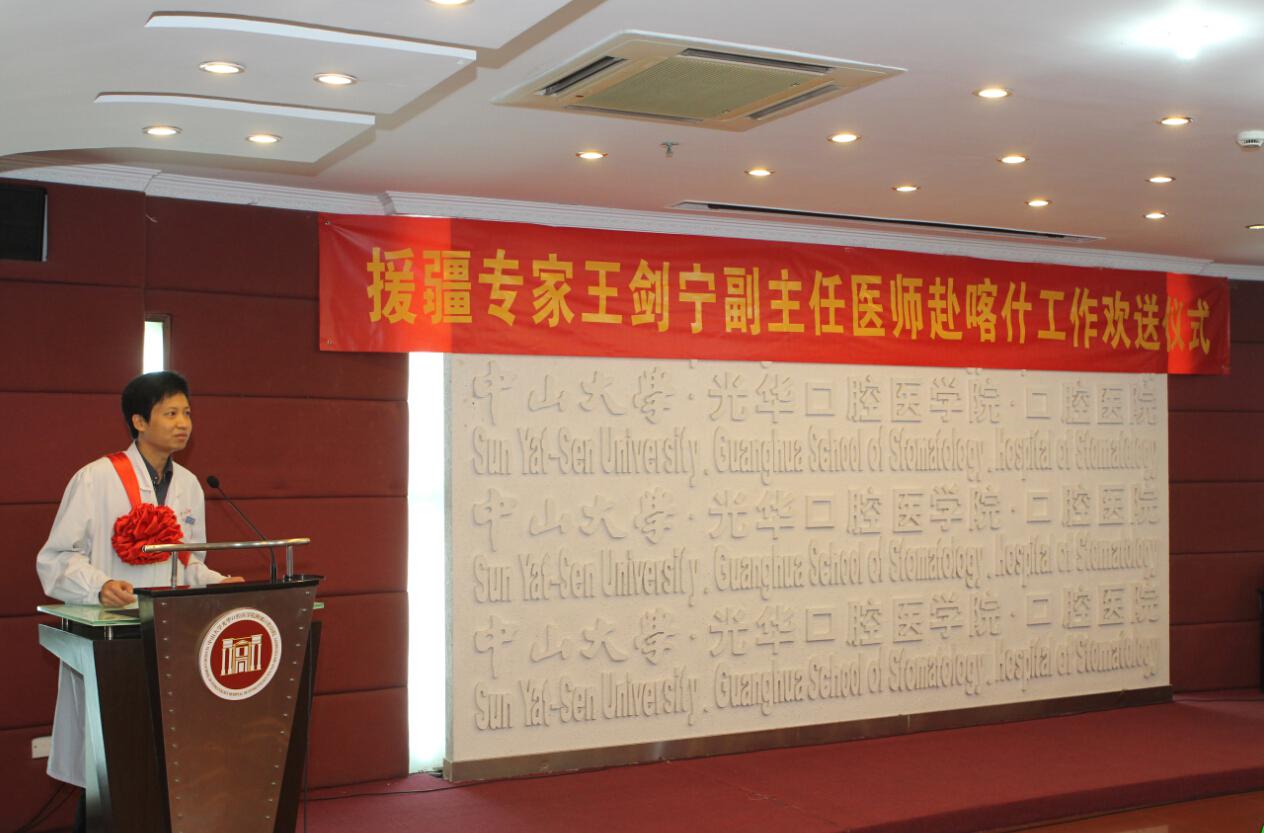 援疆专家王剑宁副主任医师赴喀什工作欢送仪式
中山大学·光华口腔医学院·口腔医院
Sun Yat-Sen University. Guanghua School of Stomatology. Hospital of Stomatology
中山大学·光华口腔医学院·口腔医院
Sun Yat-Sen University. Guanghua School of Stomatology. Hospital of Stomatology
中山大学·光华口腔医学院·口腔医院
Sun Yat-Sen University. Guanghua School of Stomatology. Hospital of Stomatology